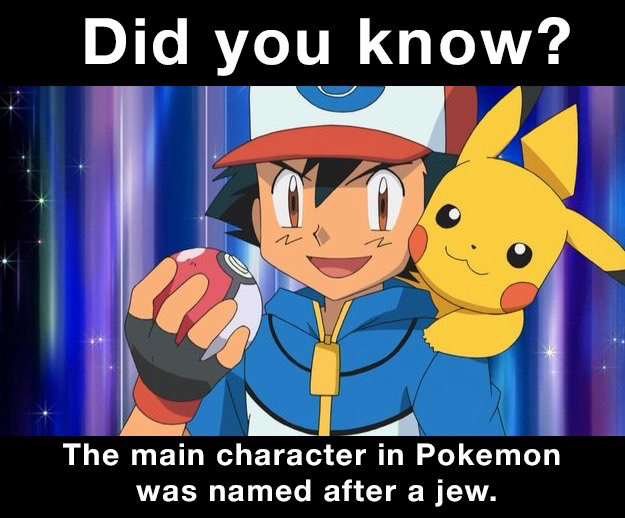 Did you know?
The main character in Pokemon
was named after a jew.